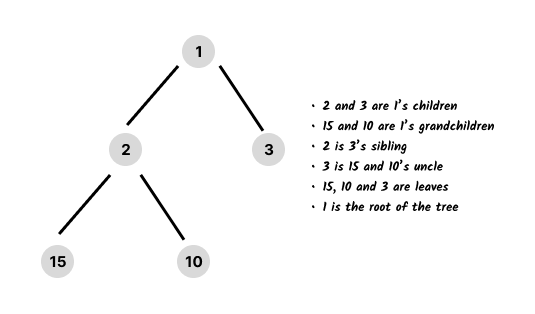 1
2
3
15
10
· 2 and 3 are 1's children
· 15 and 10 are 1's grandchildren
· 2 is 3's sibling
· 3 is 15 and 10's uncle
· 15, 10 and 3 are leaves
· 1 is the root of the tree